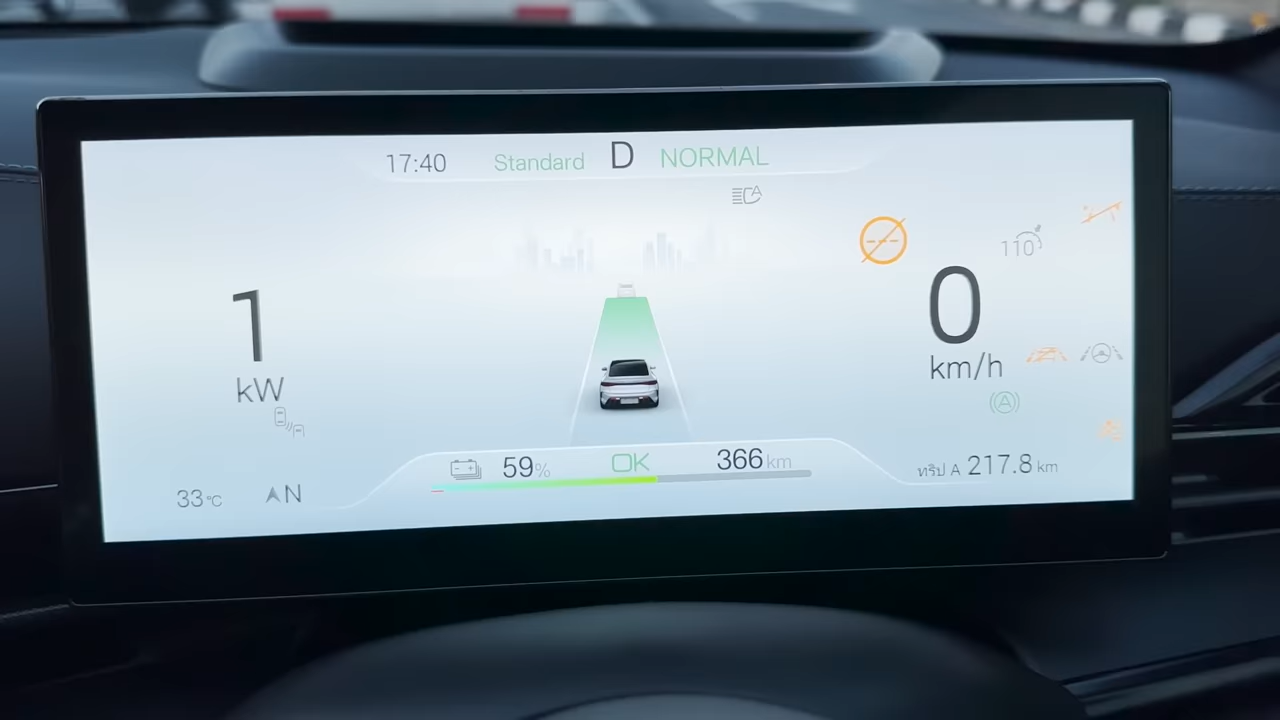 17:40 Standard D NORMAL
A
110
1
0
kW
km/h
A
59% OK 366 km
ทริป A 217.8 km
33°C N